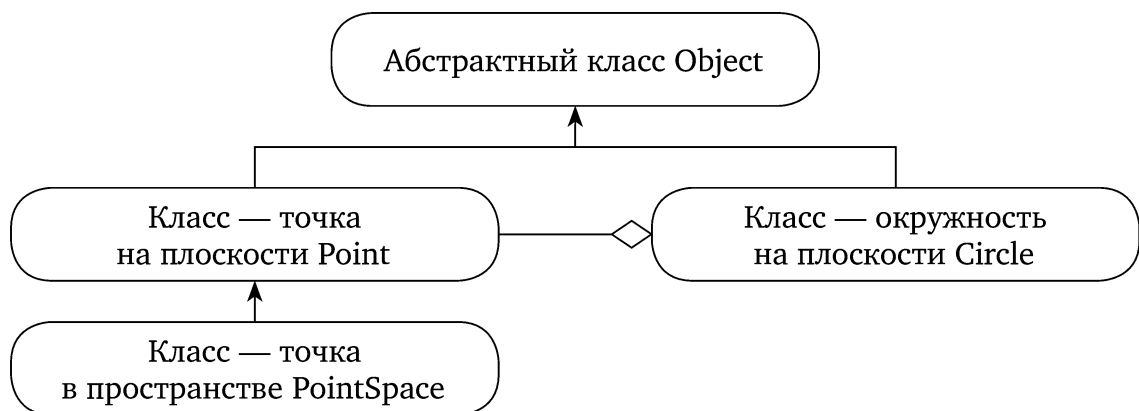 Абстрактный класс Object
Класс — точка
на плоскости Point
Класс — окружность
на плоскости Circle
Класс — точка
в пространстве PointSpace